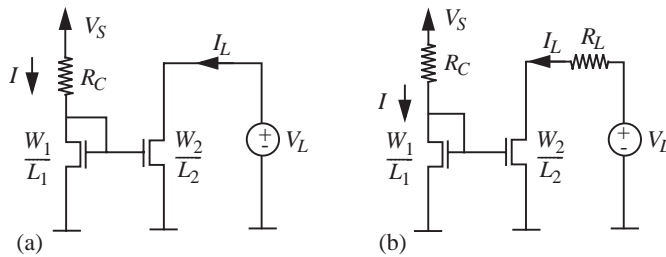 V_S
I
R_C
I_L
W_1
L_1
W_2
L_2
+
-
V_L
(a)
V_S
R_C
I
I_L
R_L
W_1
L_1
W_2
L_2
+
-
V_L
(b)